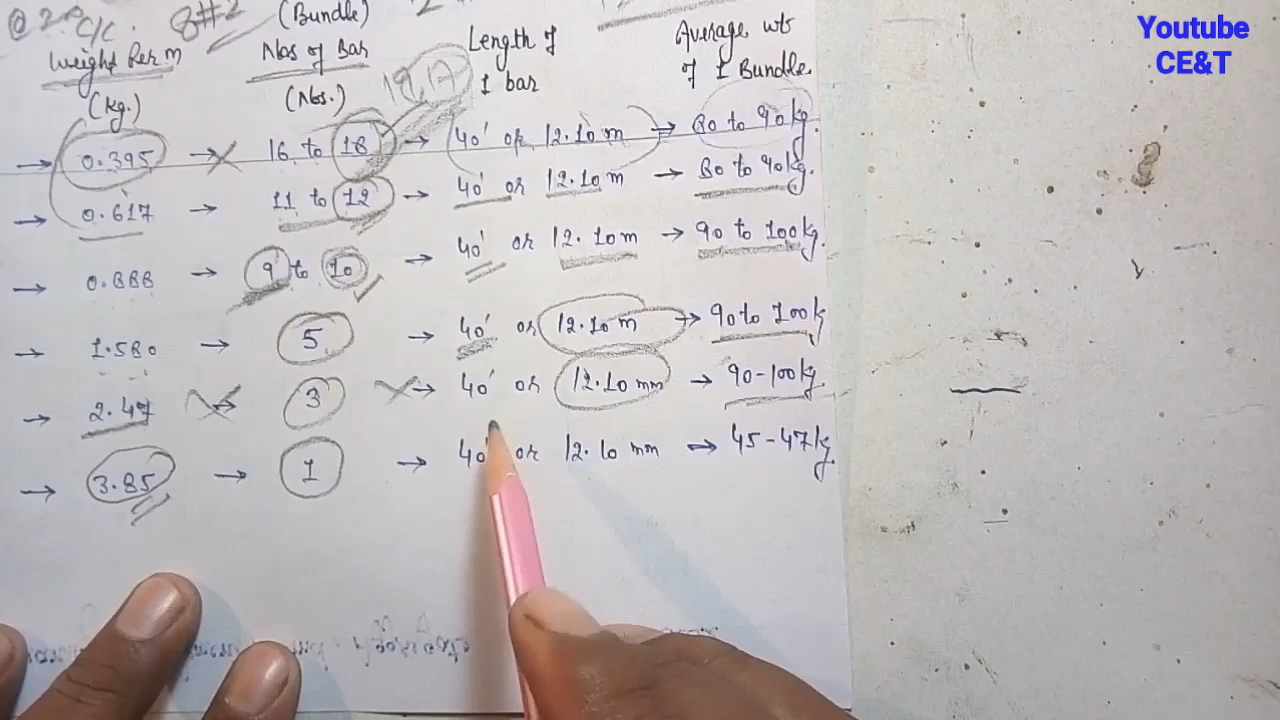 Youtube
CE&T
(Bundle)
Weight Per m
Nos of Bar
Length of
1 bar
Average wt
of 1 Bundle
(Kg.)
(Nos.)
18, 17
→ 0.395 → 16 to 18 → 40' or 12.10 m → 80 to 90 kg.
→ 0.617 → 11 to 12 → 40' or 12.10 m → 80 to 90 kg.
→ 0.888 → 9 to 10 → 40' or 12.10 m → 90 to 100 kg.
→ 1.580 → 5 → 40' or 12.10 m → 90 to 100 kg
→ 2.47 → 3 → 40' or 12.10 mm → 90-100 kg.
→ 3.85 → 1 → 40' or 12.10 mm → 45-47 kg.